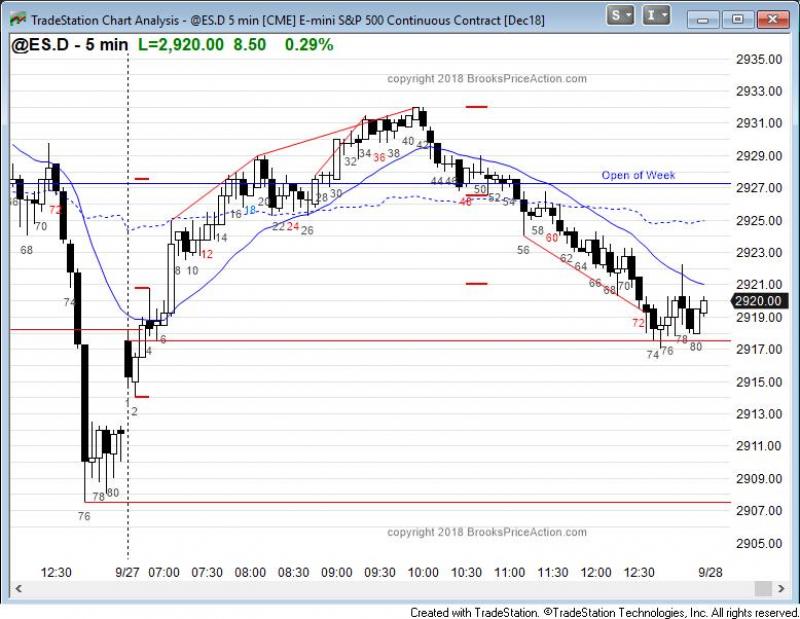 TradeStation Chart Analysis - @ES.D 5 min [CME] E-mini S&P 500 Continuous Contract [Dec18]
S I
@ES.D - 5 min L=2,920.00 8.50 0.29%
copyright 2018 BrooksPriceAction.com
2935.00
2933.00
2931.00
2929.00
2927.00
2925.00
2923.00
2921.00
2920.00
2919.00
2917.00
2915.00
2913.00
2911.00
2909.00
2907.00
2905.00
Open of Week
68 70 72 74 76 78 80
2 4 6 8 10 12 14 16 18 20 22 24 26 28 30 32 34 36 38 40 42 44 46 48 50 52 54 56 58 60 62 64 66 68 70 72 74 76 78 80
copyright 2018 BrooksPriceAction.com
12:30 9/27 07:00 07:30 08:00 08:30 09:00 09:30 10:00 10:30 11:00 11:30 12:00 12:30 9/28
Created with TradeStation. ©TradeStation Technologies, Inc. All rights reserved.